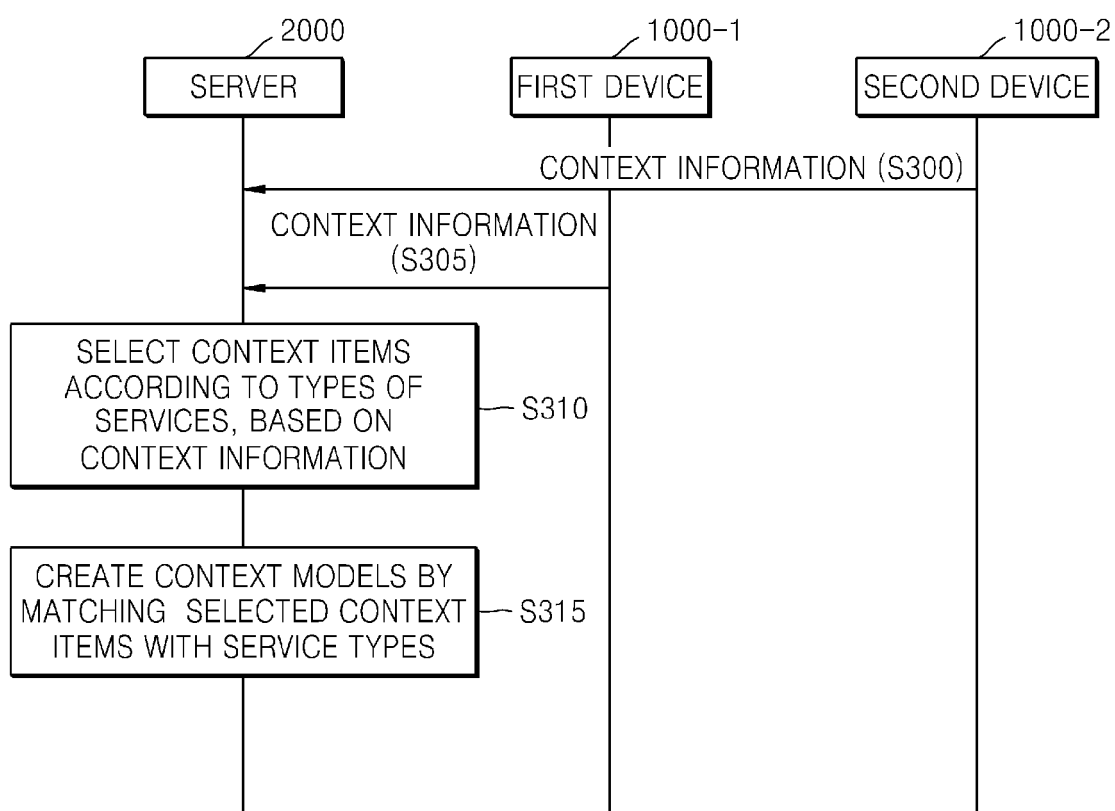 2000
1000-1
1000-2
SERVER
FIRST DEVICE
SECOND DEVICE
CONTEXT INFORMATION (S300)
CONTEXT INFORMATION
(S305)
SELECT CONTEXT ITEMS
ACCORDING TO TYPES OF
SERVICES, BASED ON
CONTEXT INFORMATION
S310
CREATE CONTEXT MODELS BY
MATCHING SELECTED CONTEXT
ITEMS WITH SERVICE TYPES
S315